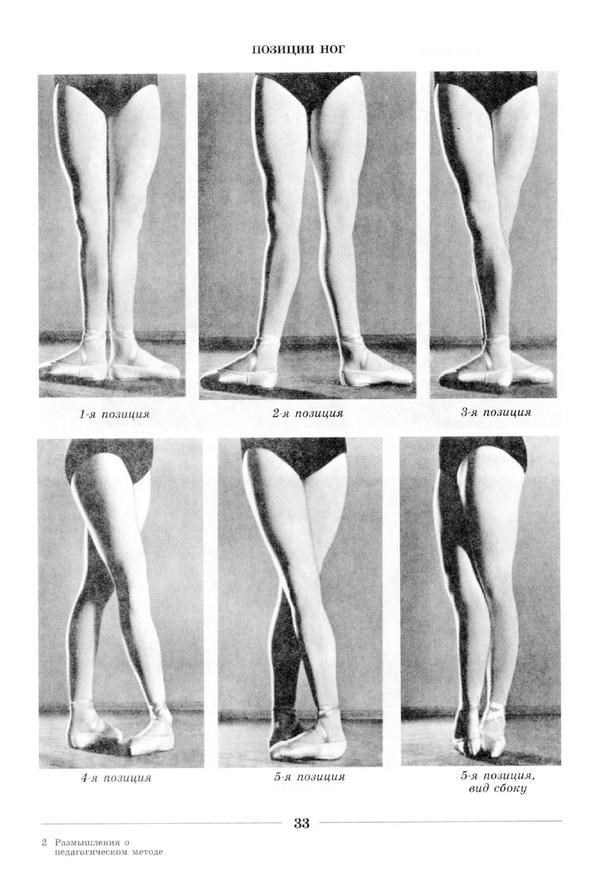 ПОЗИЦИИ НОГ
1-я позиция
2-я позиция
3-я позиция
4-я позиция
5-я позиция
5-я позиция,
вид сбоку
33
2 Размышления о
педагогическом методе